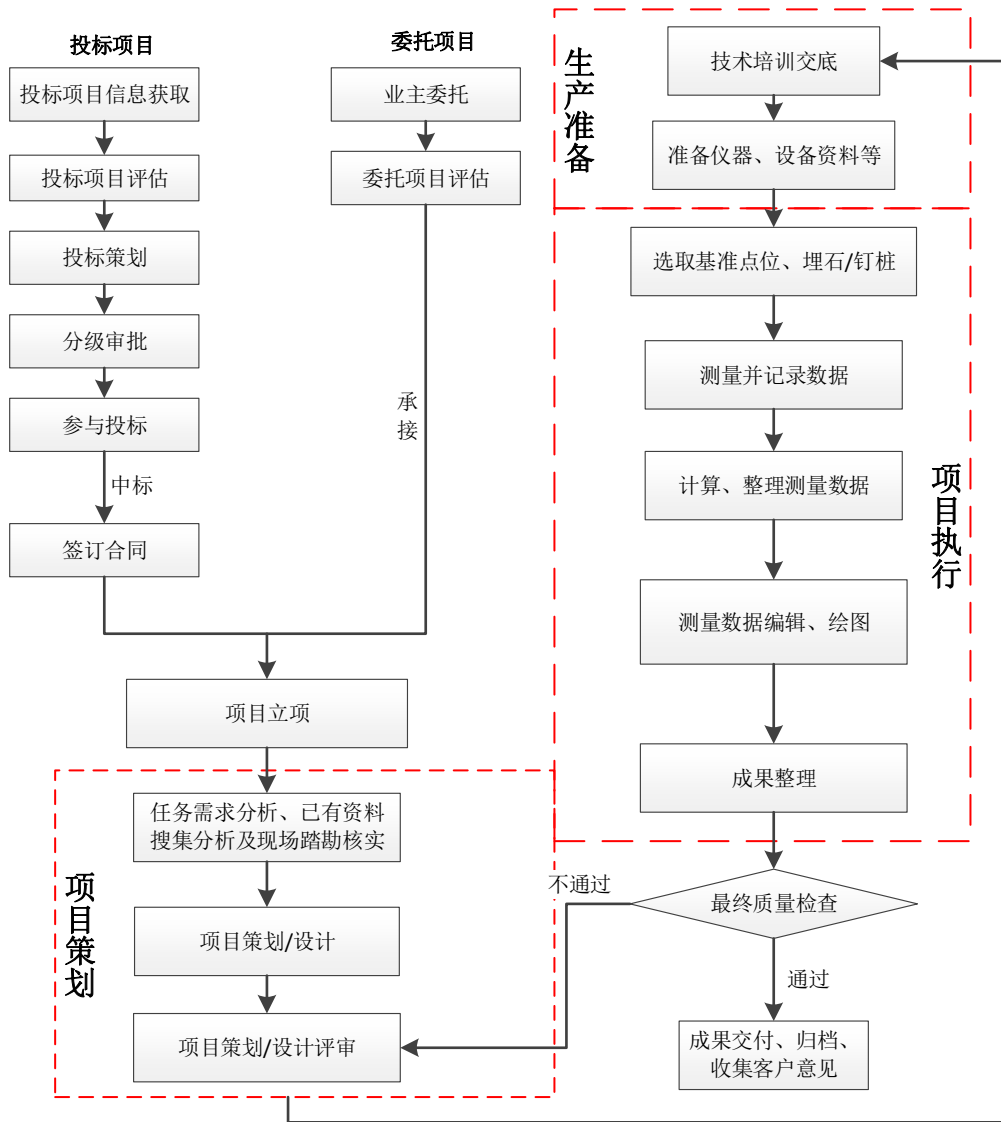 投标项目
投标项目信息获取
投标项目评估
投标策划
分级审批
参与投标
中标
签订合同
委托项目
业主委托
委托项目评估
承
接
项目立项
项目策划
任务需求分析、已有资料
搜集分析及现场踏勘核实
项目策划/设计
项目策划/设计评审
生产准备
技术培训交底
准备仪器、设备资料等
项目执行
选取基准点位、埋石/钉桩
测量并记录数据
计算、整理测量数据
测量数据编辑、绘图
成果整理
最终质量检查
不通过
通过
成果交付、归档、
收集客户意见